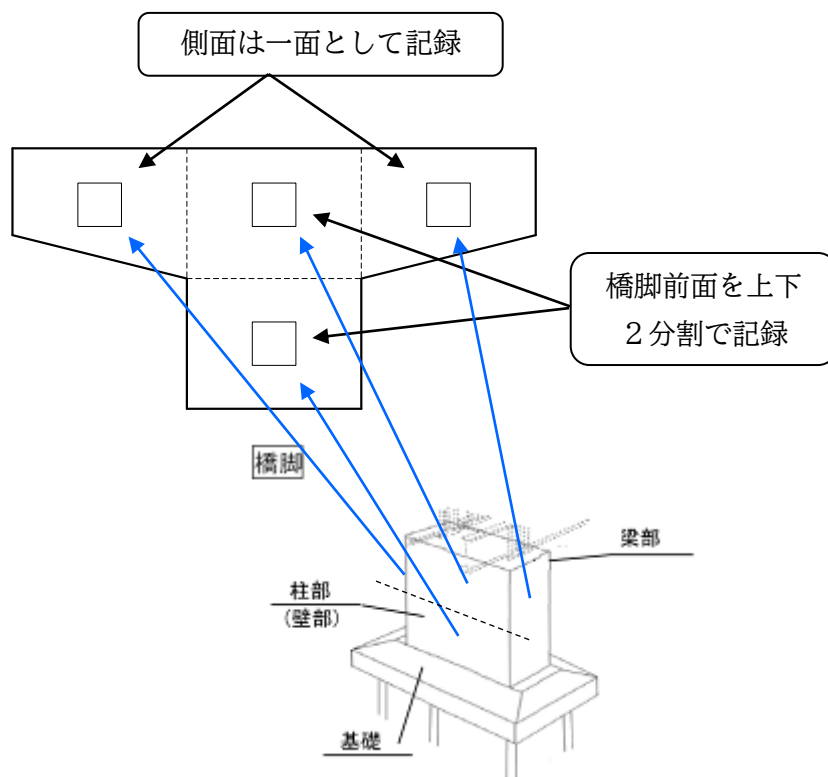 側面は一面として記録
橋脚前面を上下
２分割で記録
橋脚
梁部
柱部
（壁部）
基礎